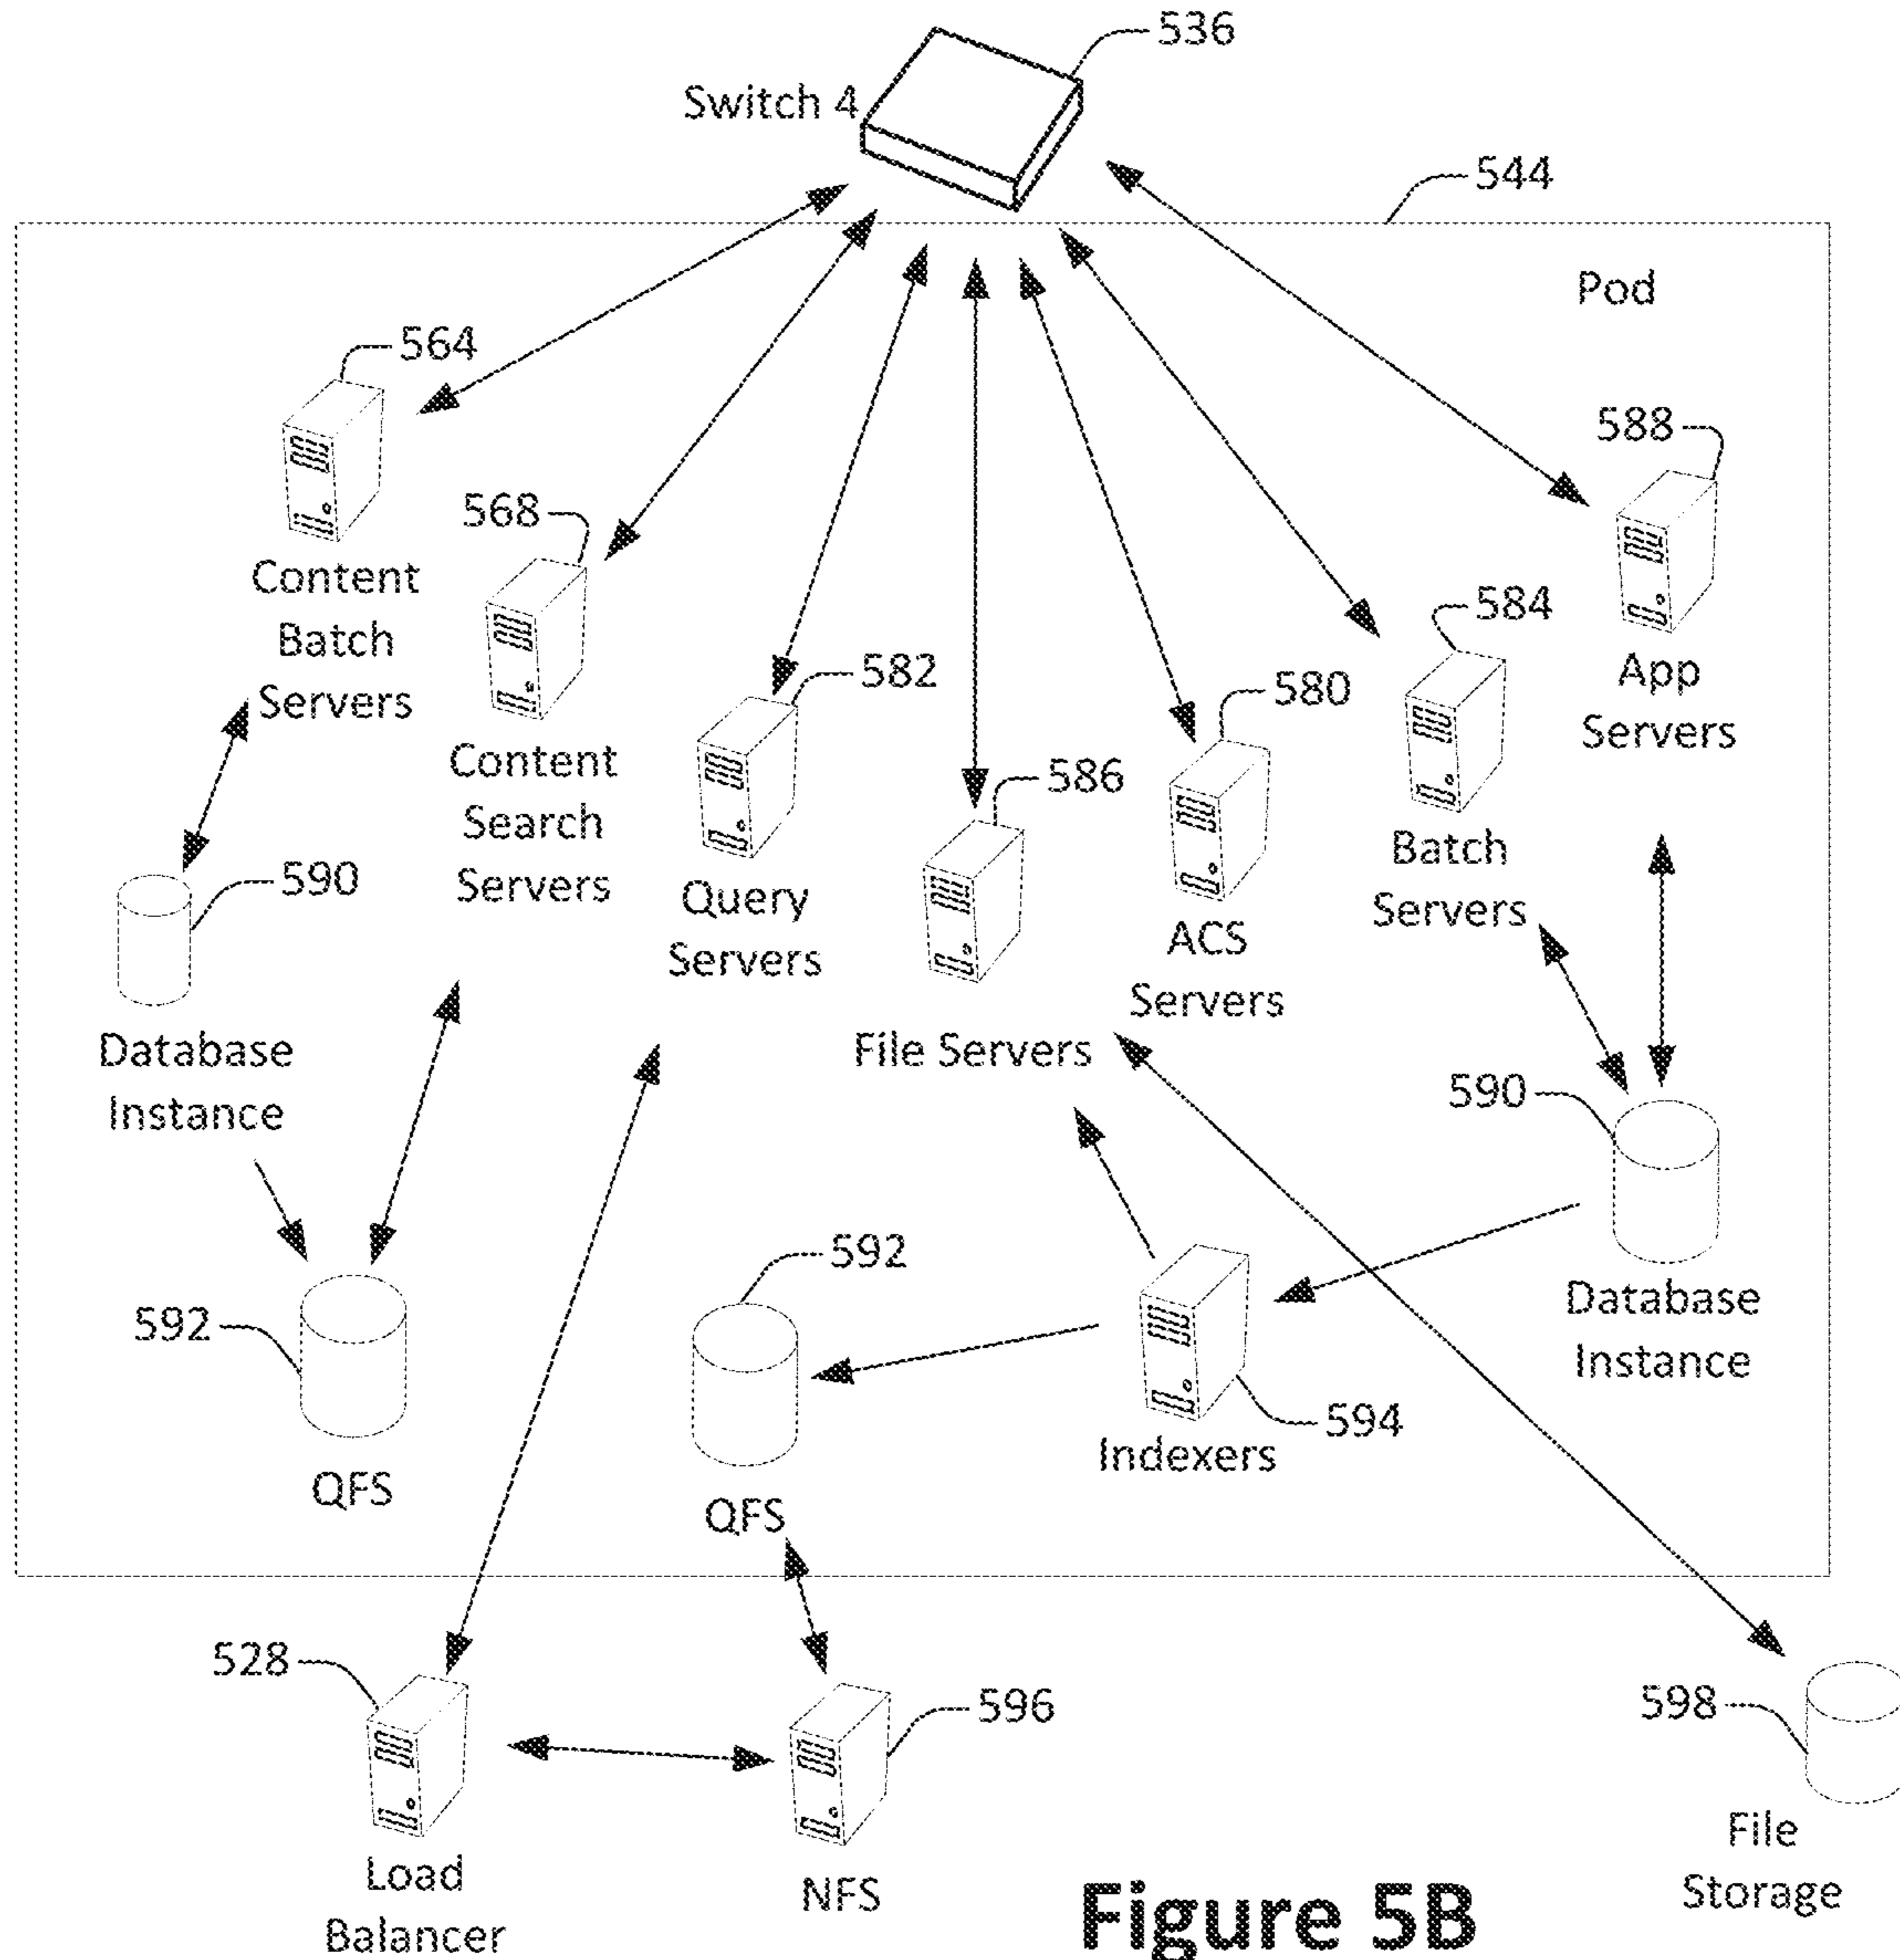 536
Switch 4
544
Pod
564
Content
Batch
Servers
568
Content
Search
Servers
582
Query
Servers
586
File Servers
580
ACS
Servers
584
Batch
Servers
588
App
Servers
590
Database
Instance
590
Database
Instance
592
QFS
592
QFS
594
Indexers
528
Load
Balancer
596
NFS
598
File
Storage
Figure 5B